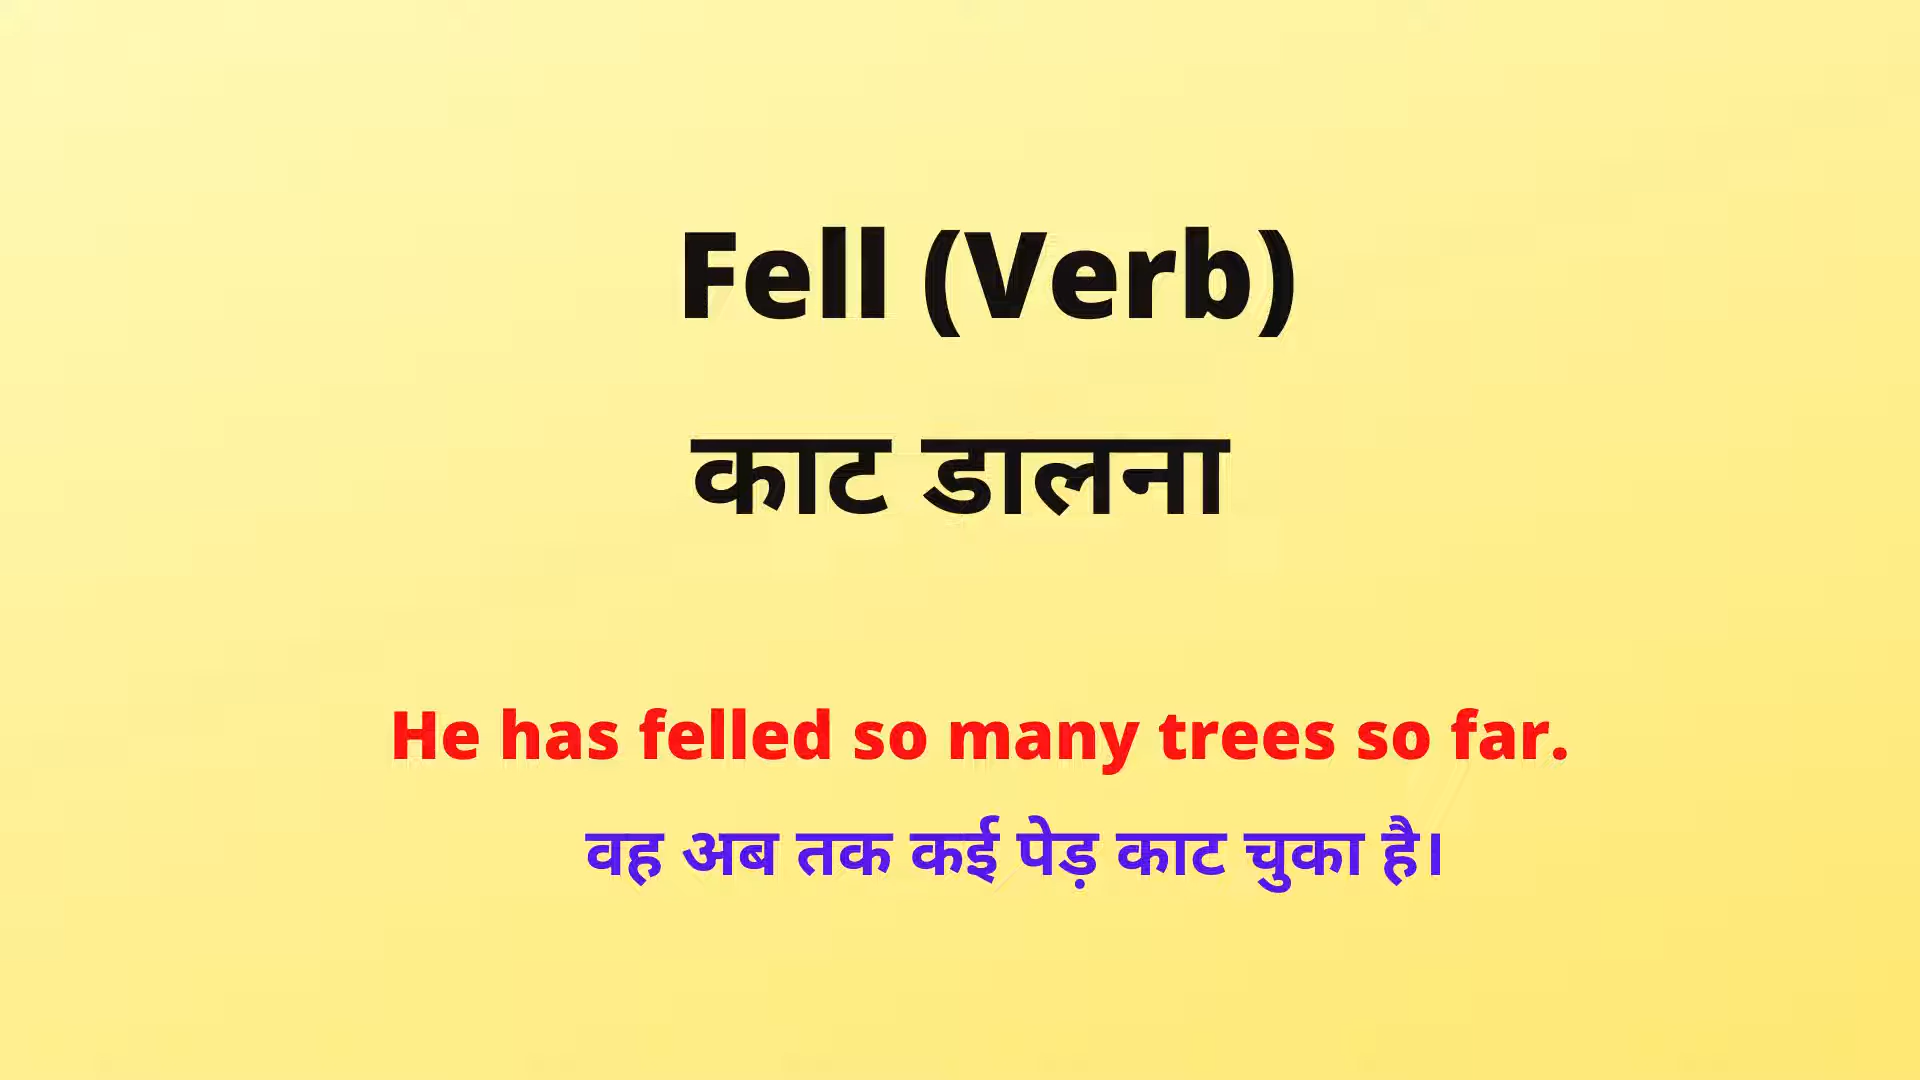 Fell (Verb)
काट डालना
He has felled so many trees so far.
वह अब तक कई पेड़ काट चुका है।